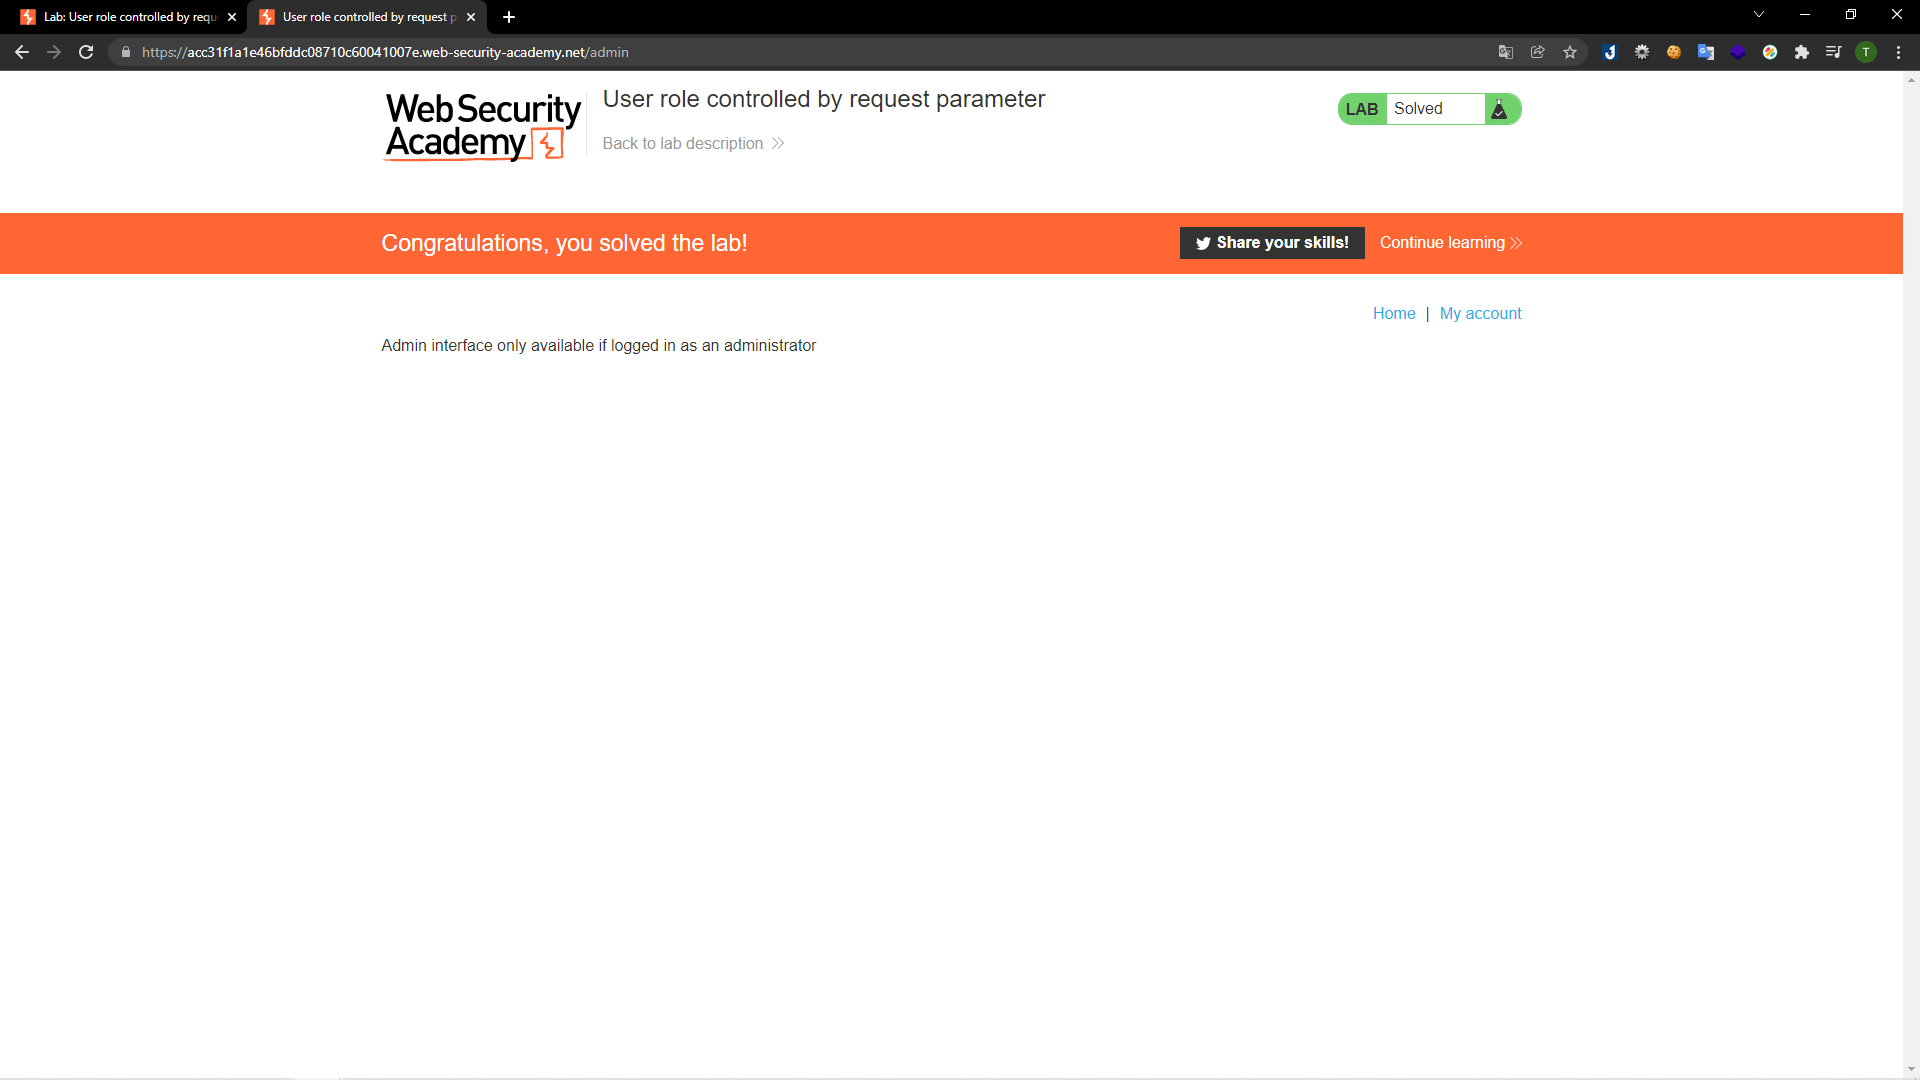 Lab: User role controlled by requ
User role controlled by request p
https://acc31f1a1e46bfddc08710c60041007e.web-security-academy.net/admin
T
Web Security
Academy
User role controlled by request parameter
Back to lab description
LAB Solved
Congratulations, you solved the lab!
Share your skills!
Continue learning
Home | My account
Admin interface only available if logged in as an administrator